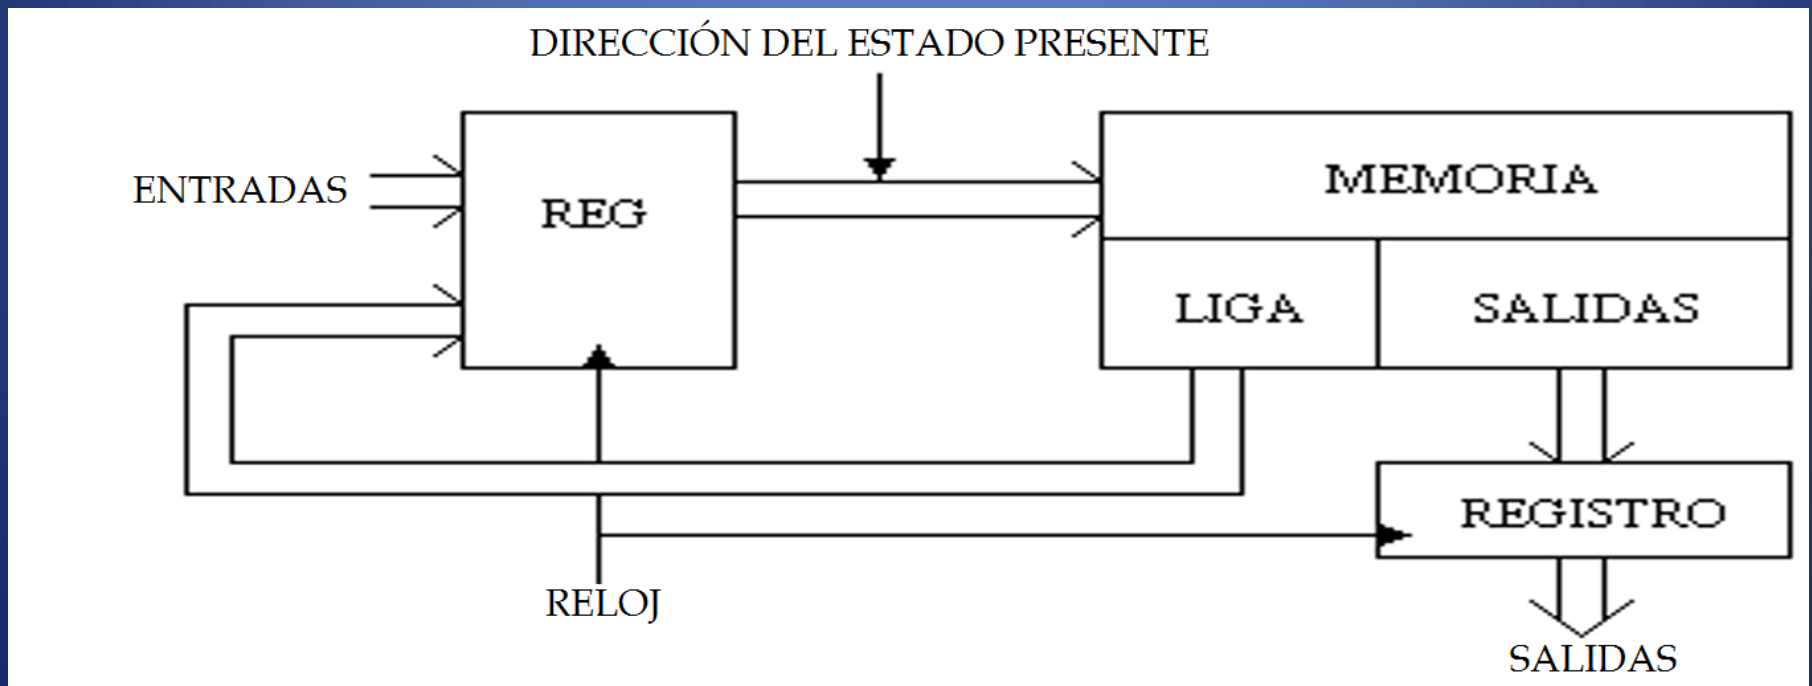 DIRECCIÓN DEL ESTADO PRESENTE
ENTRADAS
REG
MEMORIA
LIGA
SALIDAS
REGISTRO
RELOJ
SALIDAS